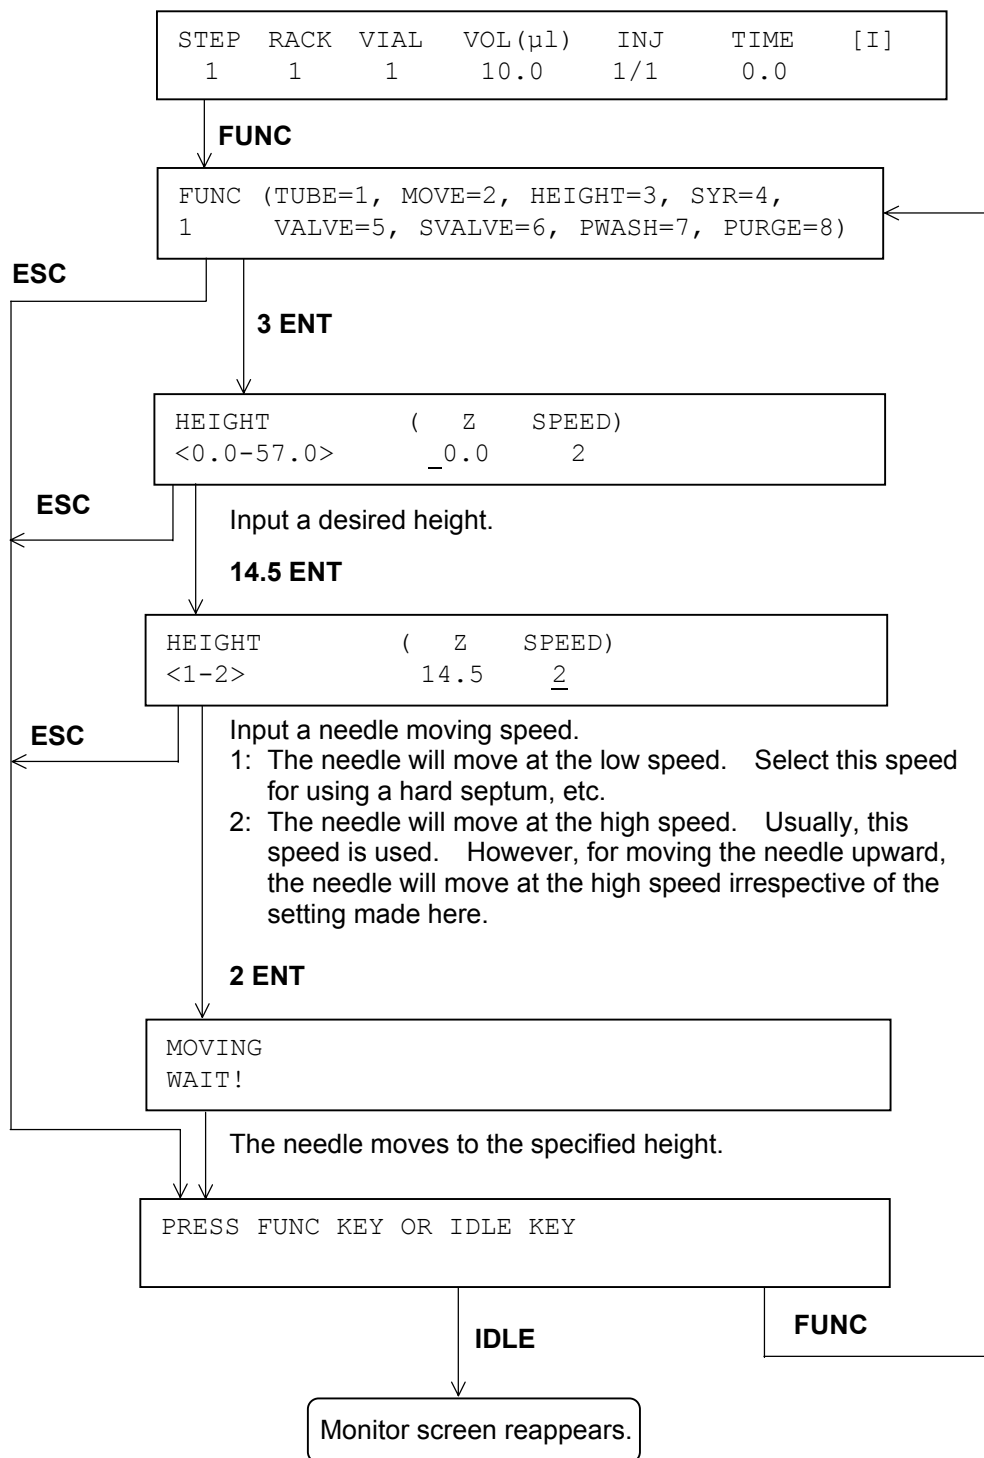 STEP RACK VIAL VOL(µl) INJ TIME [I]
1 1 1 10.0 1/1 0.0
FUNC
FUNC (TUBE=1, MOVE=2, HEIGHT=3, SYR=4,
1 VALVE=5, SVALVE=6, PWASH=7, PURGE=8)
ESC
3 ENT
HEIGHT ( Z SPEED)
<0.0-57.0> _0.0 2
ESC
Input a desired height.
14.5 ENT
HEIGHT ( Z SPEED)
<1-2> 14.5 2
ESC
Input a needle moving speed.
1: The needle will move at the low speed. Select this speed
for using a hard septum, etc.
2: The needle will move at the high speed. Usually, this
speed is used. However, for moving the needle upward,
the needle will move at the high speed irrespective of the
setting made here.
2 ENT
MOVING
WAIT!
The needle moves to the specified height.
PRESS FUNC KEY OR IDLE KEY
IDLE
FUNC
Monitor screen reappears.